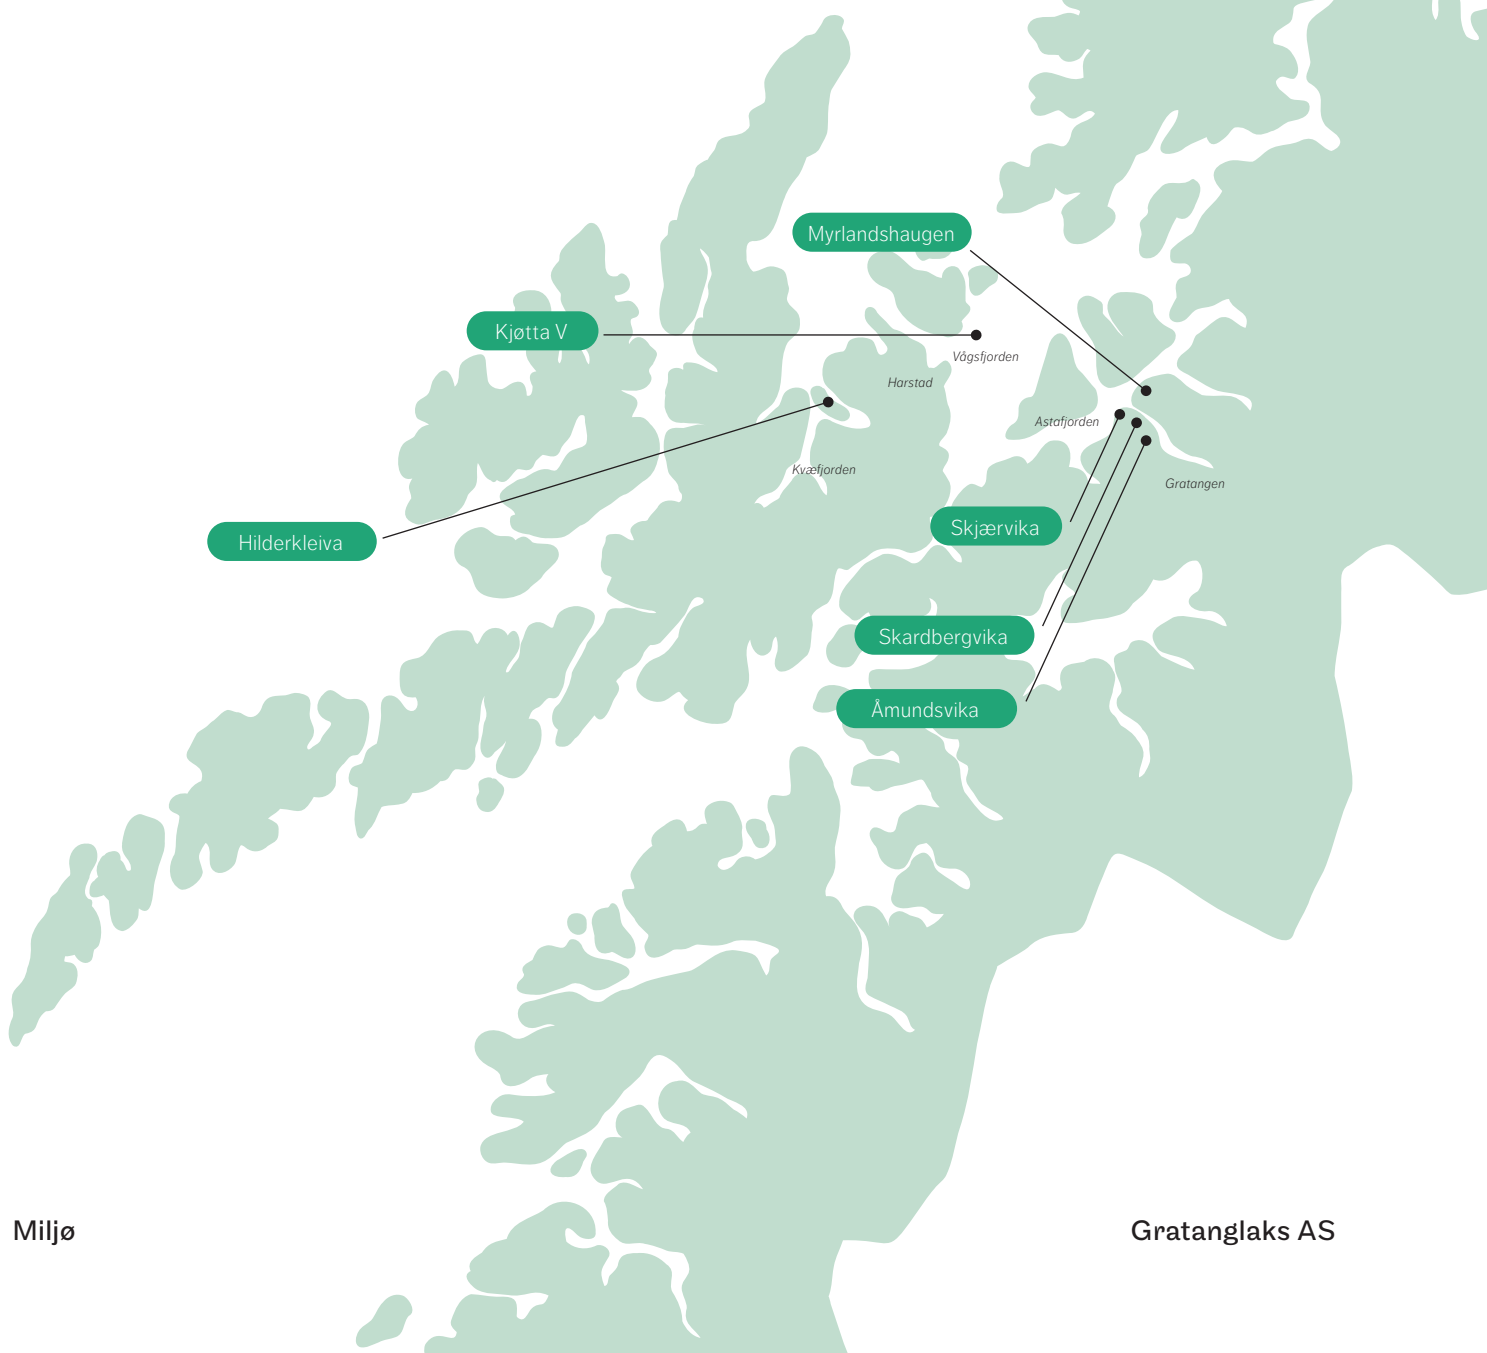 Myrlandshaugen
Kjøtta V
Vågsfjorden
Harstad
Astafjorden
Kvæfjorden
Gratangen
Skjærvika
Hilderkleiva
Skardbergvika
Åmundsvika
Miljø
Gratanglaks AS